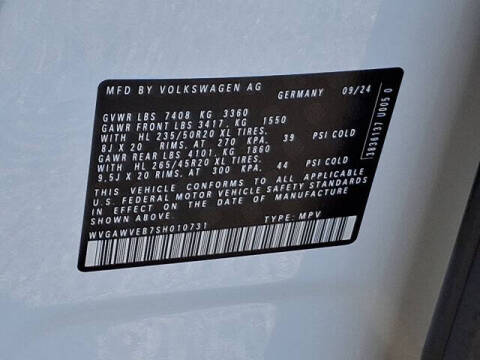 MFD BY VOLKSWAGEN AG
GERMANY 09/24
GVWR LBS 7408 KG 3360
GAWR FRONT LBS 3417, KG 1550
HL 235/50R20 XL TIRES.
8J X 20 RIMS. AT 270 KPA. 39 PSI COLD
GAWR REAR LBS 4101, KG 1860
HL 265/45R20 XL TIRES.
9.5J X 20 RIMS. AT 300 KPA. 44 PSI COLD
THIS VEHICLE CONFORMS TO ALL APPLICABLE
U.S. FEDERAL MOTOR VEHICLE SAFETY STANDARDS
IN EFFECT ON THE DATE OF MANUFACTURE
SHOWN ABOVE.
TYPE: MPV
WVGAWVEB7SH010731
3836137 U005 0